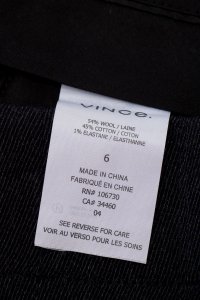 VINCE.
54% WOOL / LAINE
45% COTTON / COTON
1% ELASTANE / ELASTHANNE
6
MADE IN CHINA
FABRIQUÉ EN CHINE
RN# 106730
CA# 34460
04
SEE REVERSE FOR CARE
VOIR AU VERSO POUR LES SOINS